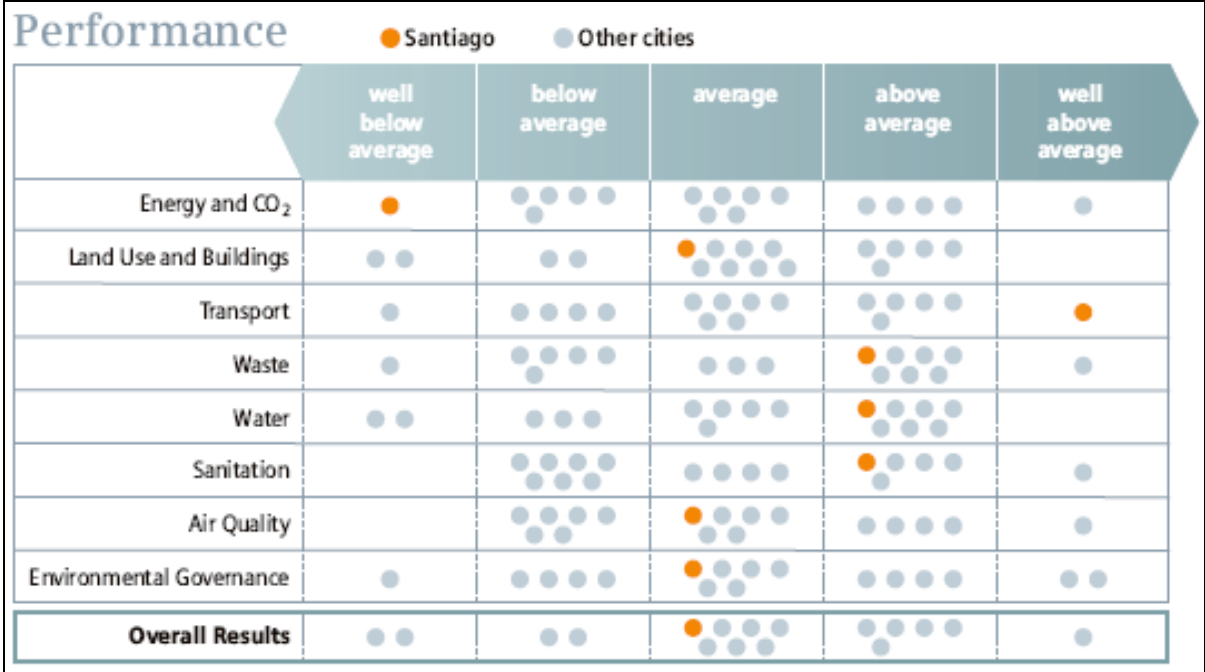 Performance
Santiago
Other cities
well
below
average
below
average
average
above
average
well
above
average
Energy and CO₂
Land Use and Buildings
Transport
Waste
Water
Sanitation
Air Quality
Environmental Governance
Overall Results